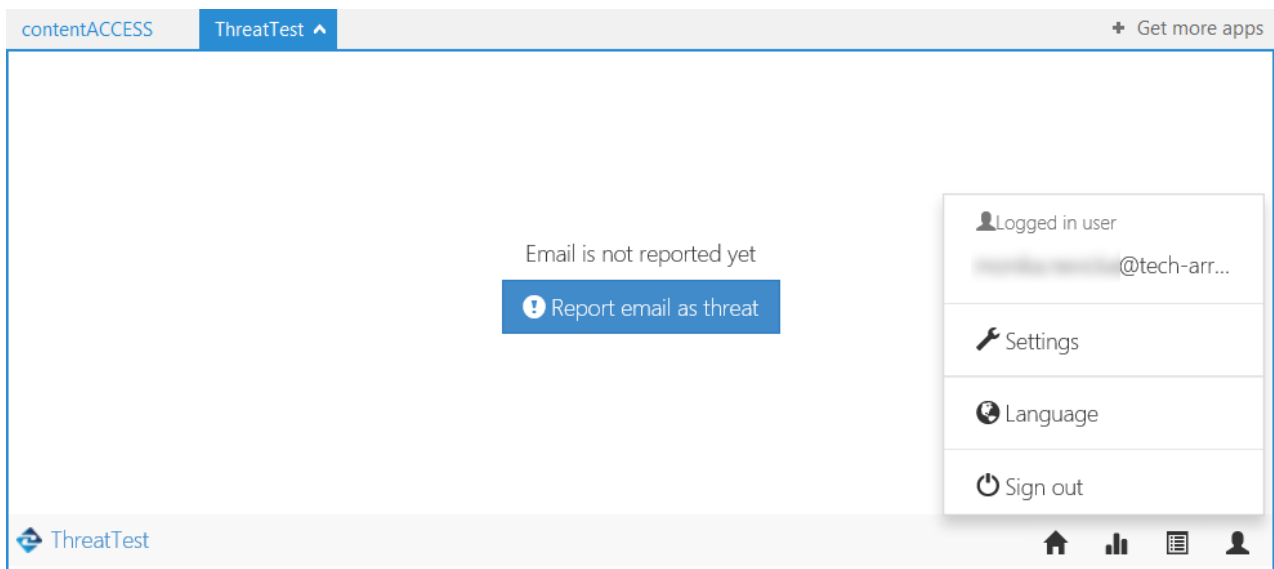 contentACCESS
ThreatTest
Get more apps
Email is not reported yet
Report email as threat
Logged in user
@tech-arr...
Settings
Language
Sign out
ThreatTest